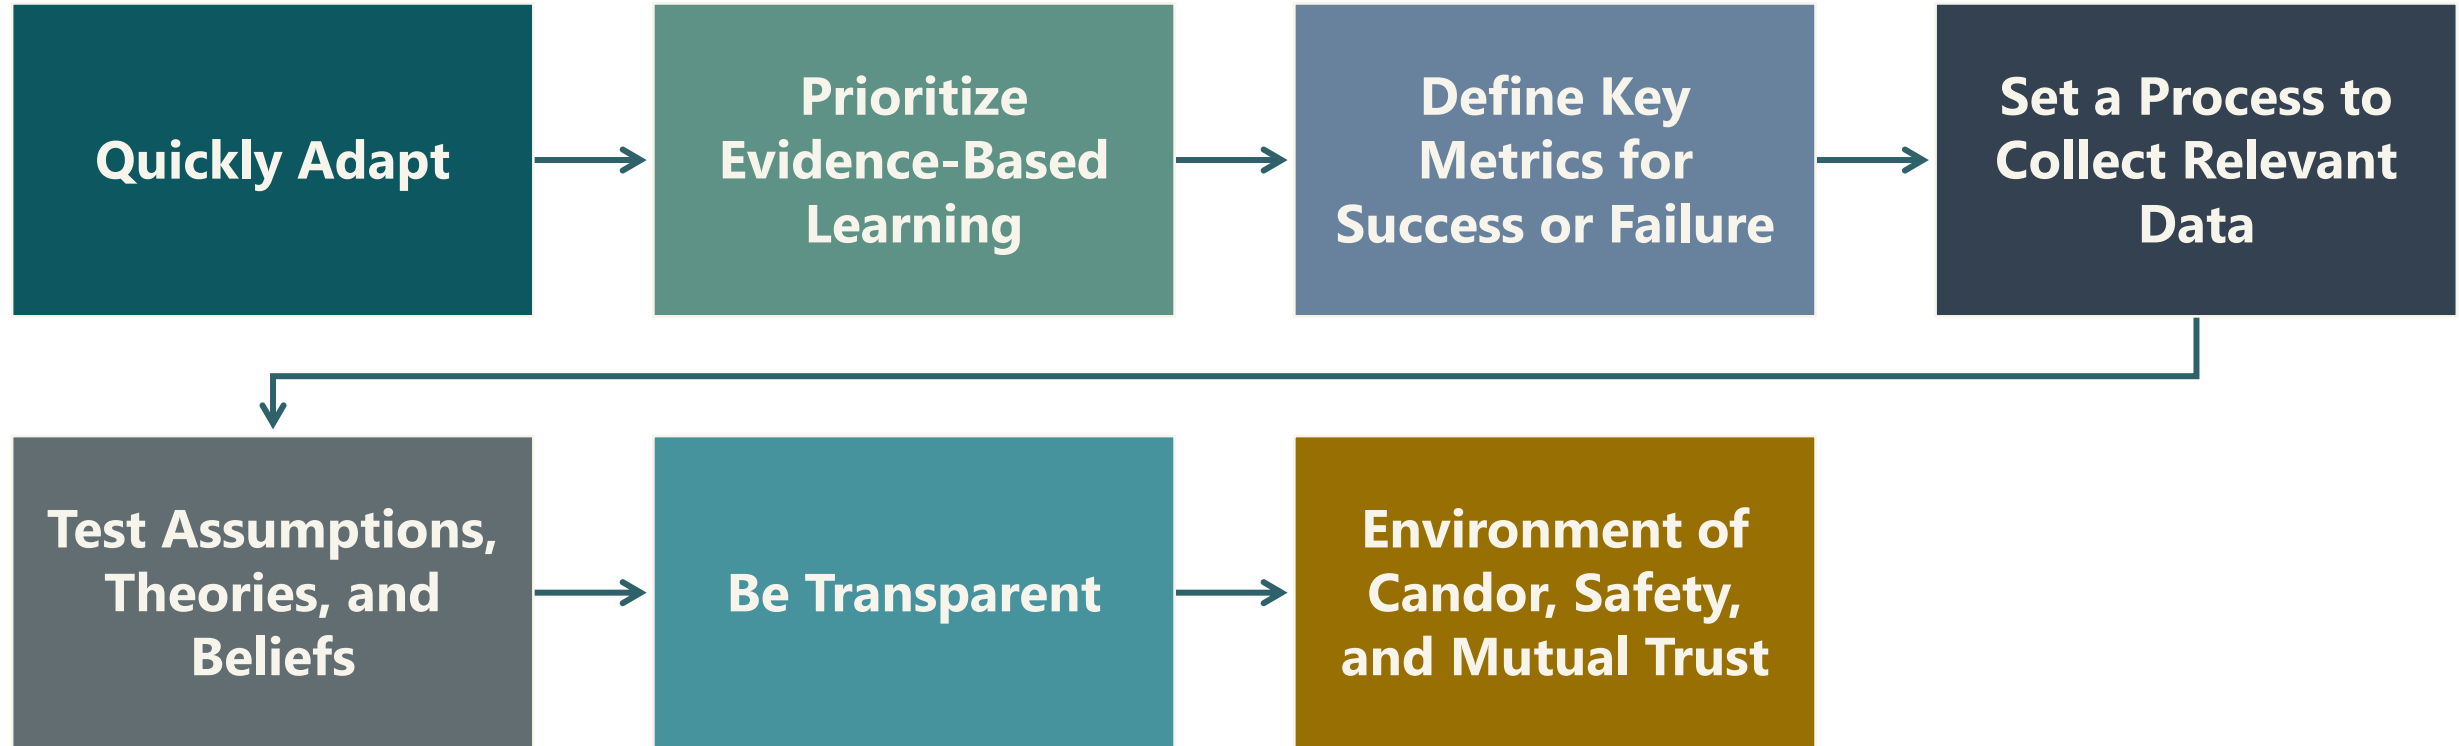 Quickly Adapt
Prioritize
Evidence-Based
Learning
Define Key
Metrics for
Success or Failure
Set a Process to
Collect Relevant
Data
Test Assumptions,
Theories, and
Beliefs
Be Transparent
Environment of
Candor, Safety,
and Mutual Trust